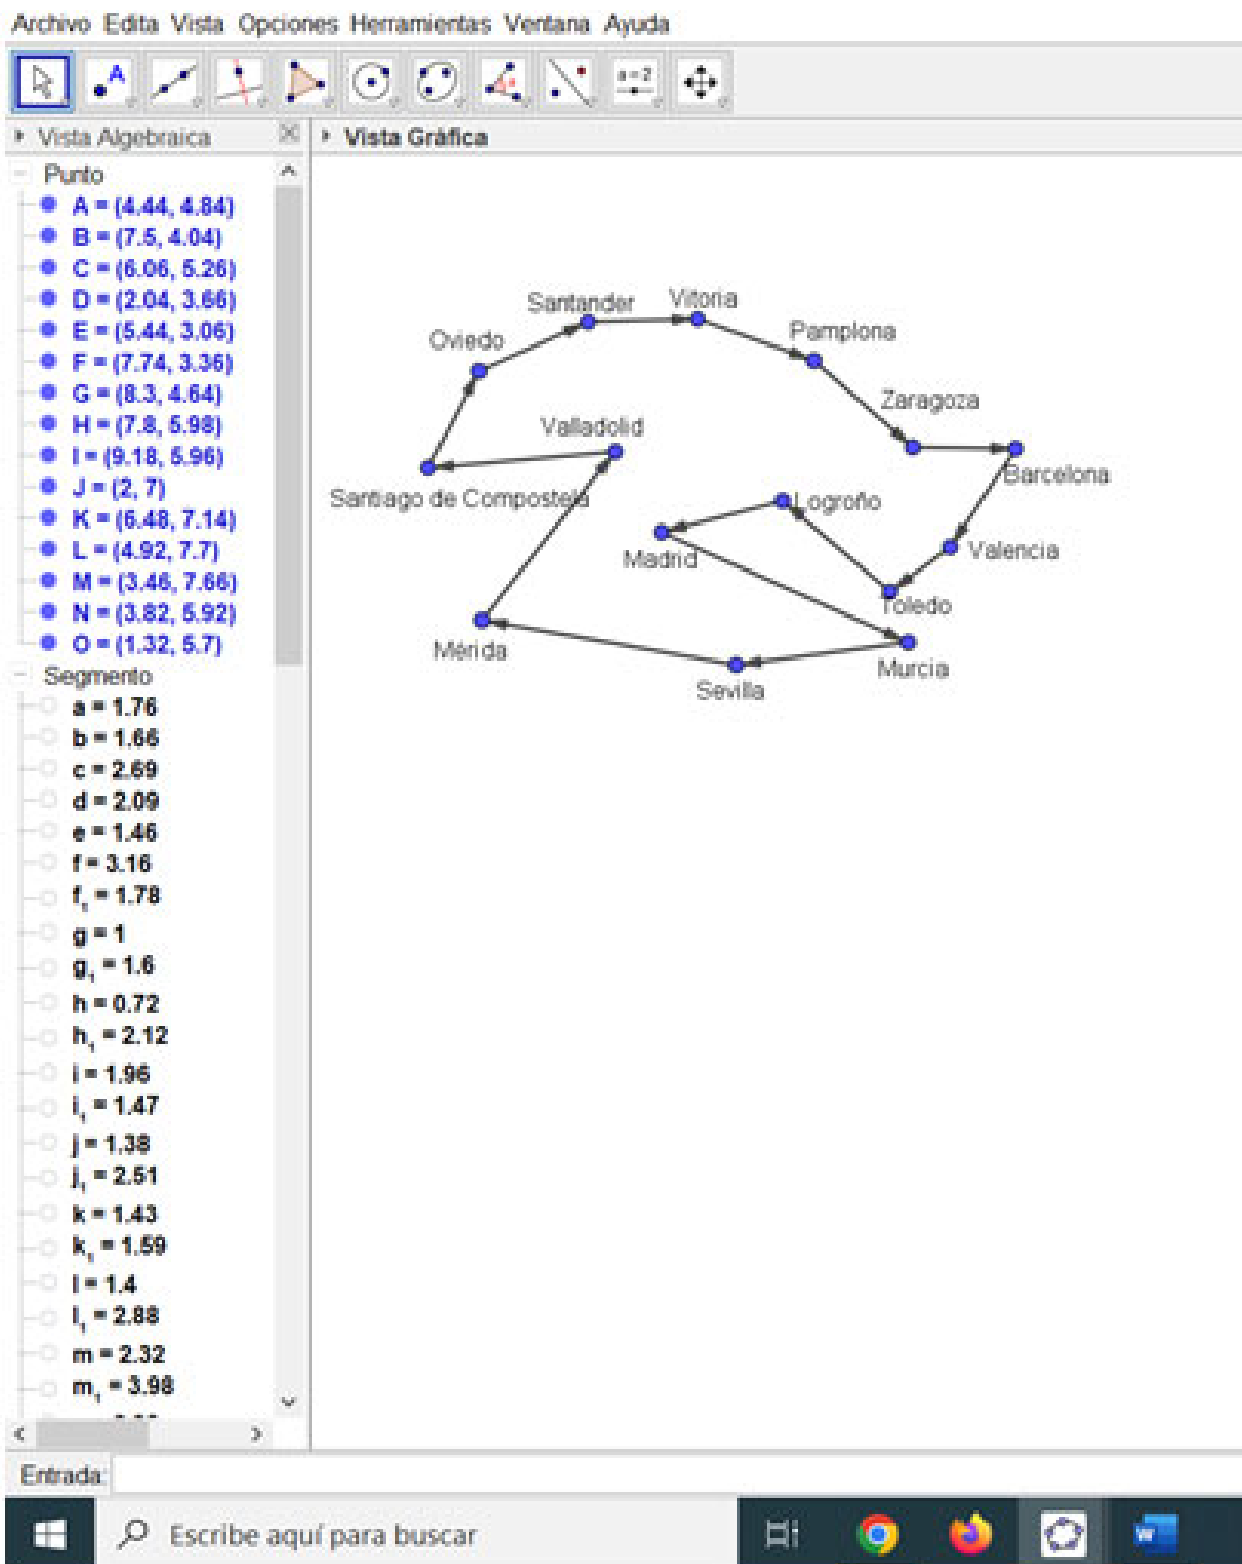 Archivo Edita Vista Opciones Herramientas Ventana Ayuda
A
a=2
Vista Algebraica
Vista Gráfica
Punto
A = (4.44, 4.84)
B = (7.5, 4.04)
C = (6.06, 5.26)
D = (2.04, 3.66)
E = (5.44, 3.06)
F = (7.74, 3.36)
G = (8.3, 4.64)
H = (7.8, 5.98)
I = (9.18, 5.96)
J = (2, 7)
K = (6.48, 7.14)
L = (4.92, 7.7)
M = (3.46, 7.66)
N = (3.82, 5.92)
O = (1.32, 5.7)
Segmento
a = 1.76
b = 1.66
c = 2.69
d = 2.09
e = 1.46
f = 3.16
f₁ = 1.78
g = 1
g₁ = 1.6
h = 0.72
h₁ = 2.12
i = 1.96
i₁ = 1.47
j = 1.38
j₁ = 2.51
k = 1.43
k₁ = 1.59
l = 1.4
l₁ = 2.88
m = 2.32
m₁ = 3.98
Santander
Vitoria
Oviedo
Pamplona
Zaragoza
Valladolid
Barcelona
Santiago de Compostela
Logroño
Madrid
Valencia
Toledo
Mérida
Murcia
Sevilla
Entrada:
Escribe aquí para buscar
W